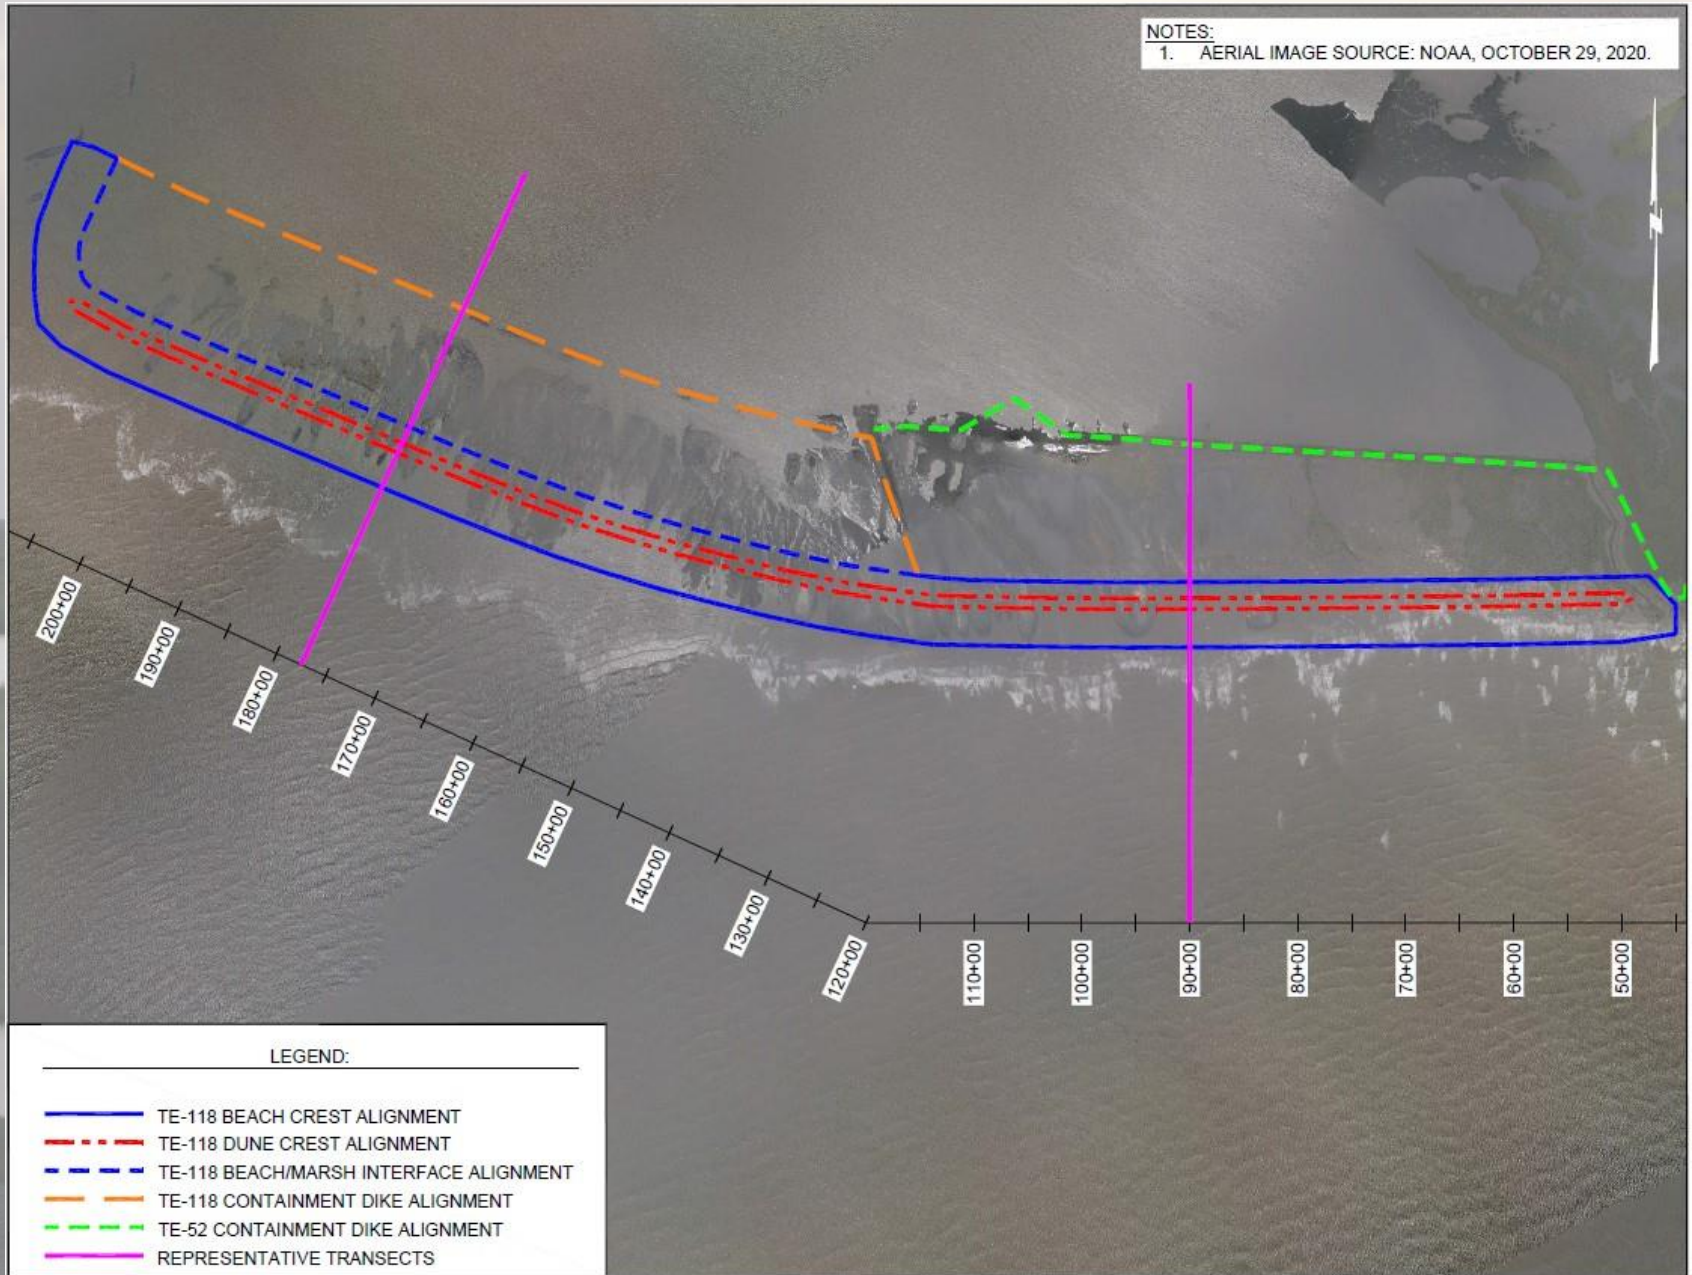 NOTES:
1. AERIAL IMAGE SOURCE: NOAA, OCTOBER 29, 2020.
N
200+00
190+00
180+00
170+00
160+00
150+00
140+00
130+00
120+00
110+00
100+00
90+00
80+00
70+00
60+00
50+00
LEGEND:
TE-118 BEACH CREST ALIGNMENT
TE-118 DUNE CREST ALIGNMENT
TE-118 BEACH/MARSH INTERFACE ALIGNMENT
TE-118 CONTAINMENT DIKE ALIGNMENT
TE-52 CONTAINMENT DIKE ALIGNMENT
REPRESENTATIVE TRANSECTS